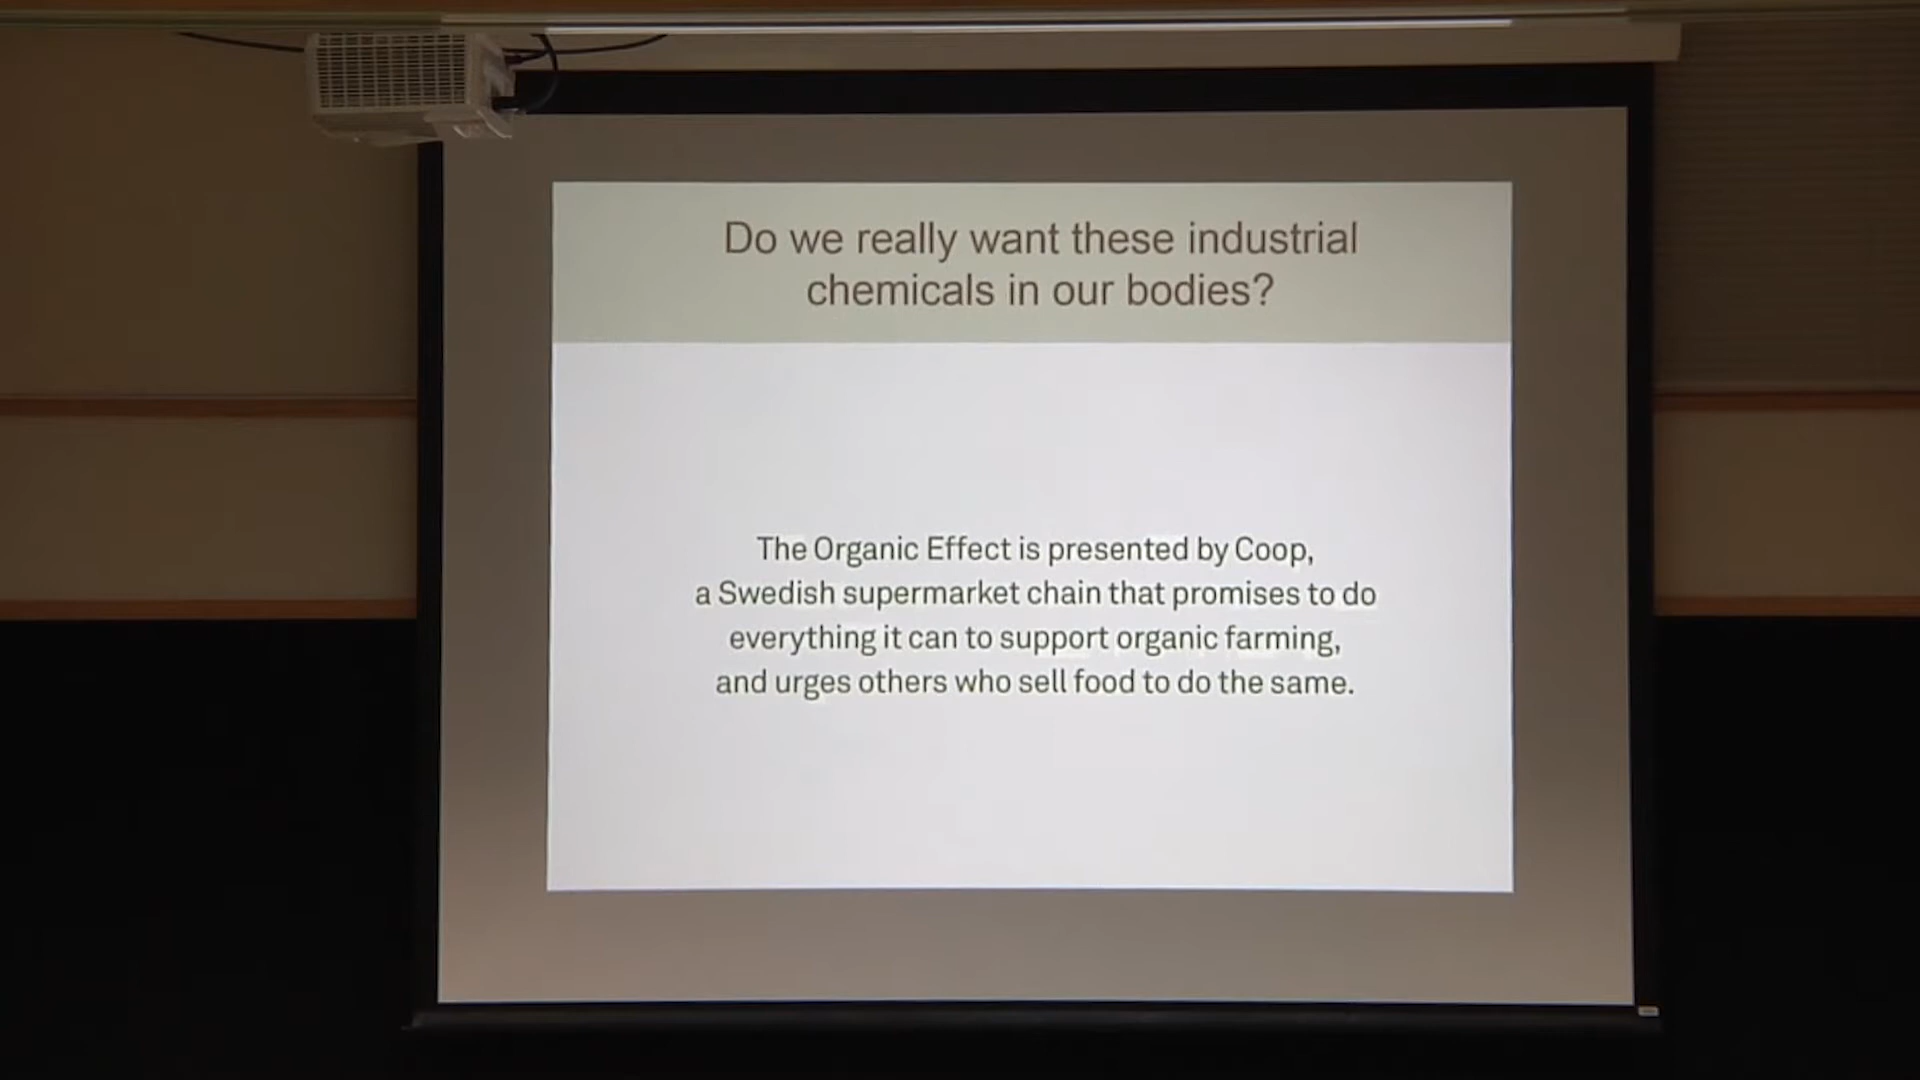 Do we really want these industrial
chemicals in our bodies?
The Organic Effect is presented by Coop,
a Swedish supermarket chain that promises to do
everything it can to support organic farming,
and urges others who sell food to do the same.